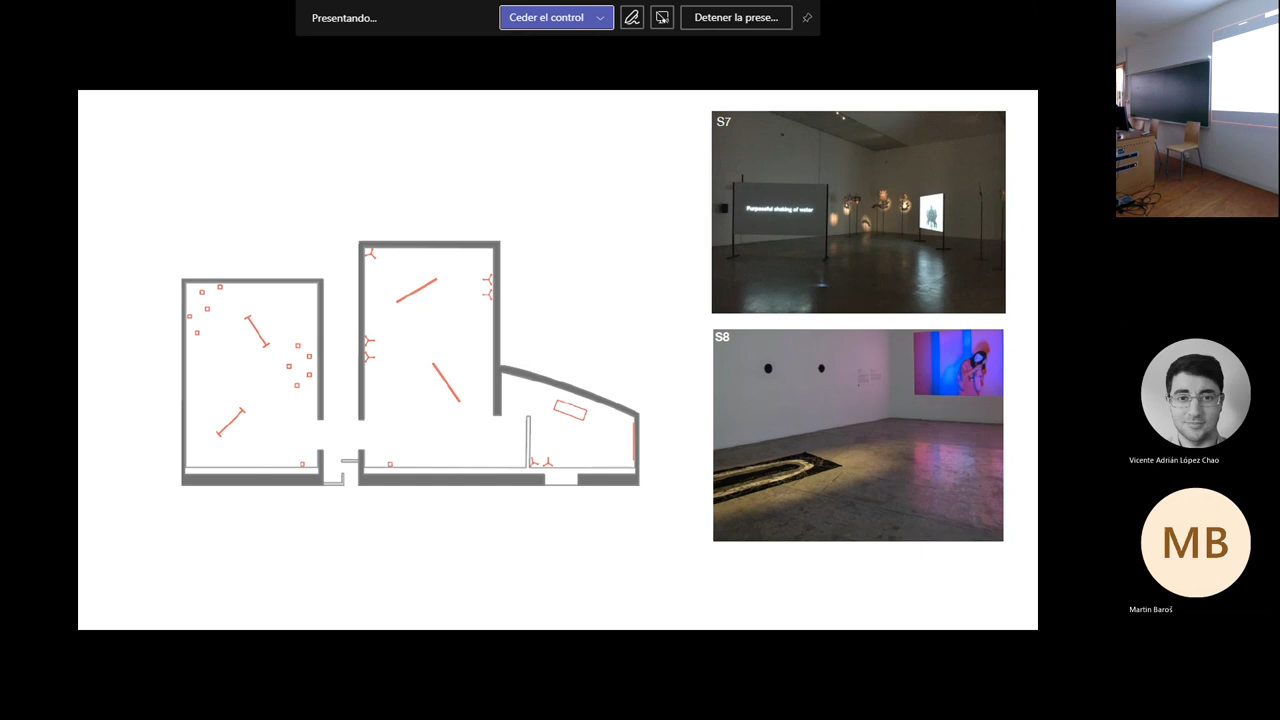 Presentando...
Ceder el control
Detener la prese...
S7
Purposeful shaking of water
S8
Vicente Adrián López Chao
MB
Martin Baroš